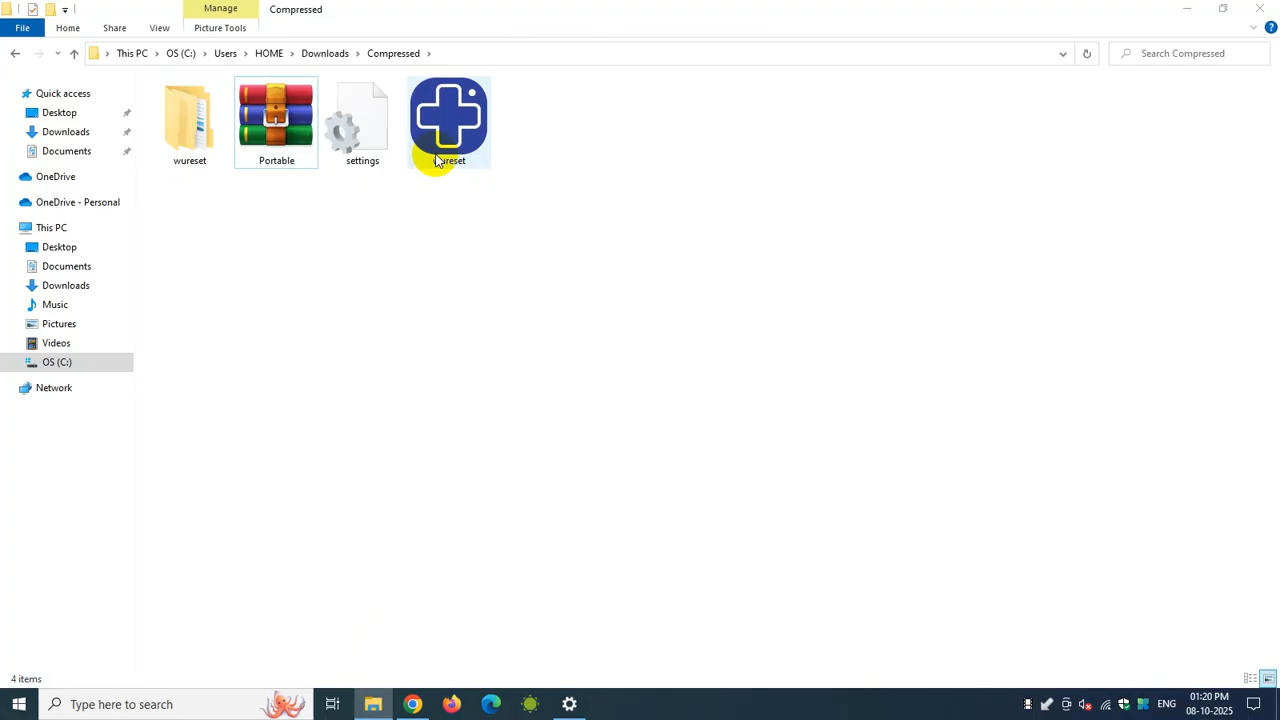 Manage
Compressed
File
Home
Share
View
Picture Tools
This PC
OS (C:)
Users
HOME
Downloads
Compressed
Search Compressed
Quick access
Desktop
Downloads
Documents
OneDrive
OneDrive - Personal
This PC
Desktop
Documents
Downloads
Music
Pictures
Videos
OS (C:)
Network
wureset
Portable
settings
wureset
4 items
Type here to search
ENG
01:20 PM
08-10-2025